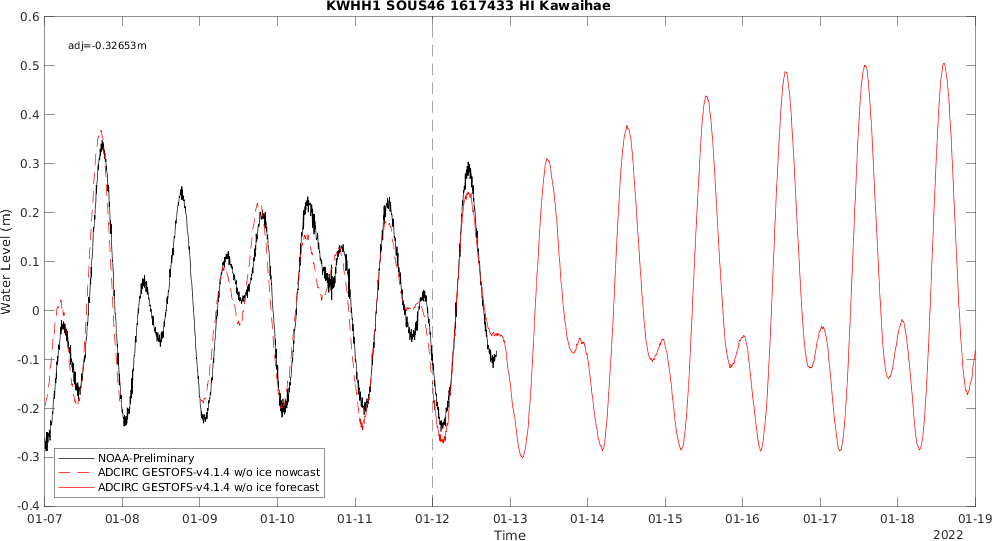 KWHH1 SOUS46 1617433 HI Kawaihae
adj=-0.32653m
Water Level (m)
0.6
0.5
0.4
0.3
0.2
0.1
0
-0.1
-0.2
-0.3
-0.4
NOAA-Preliminary
ADCIRC GESTOFS-v4.1.4 w/o ice nowcast
ADCIRC GESTOFS-v4.1.4 w/o ice forecast
01-07 01-08 01-09 01-10 01-11 01-12 01-13 01-14 01-15 01-16 01-17 01-18 01-19
Time
2022